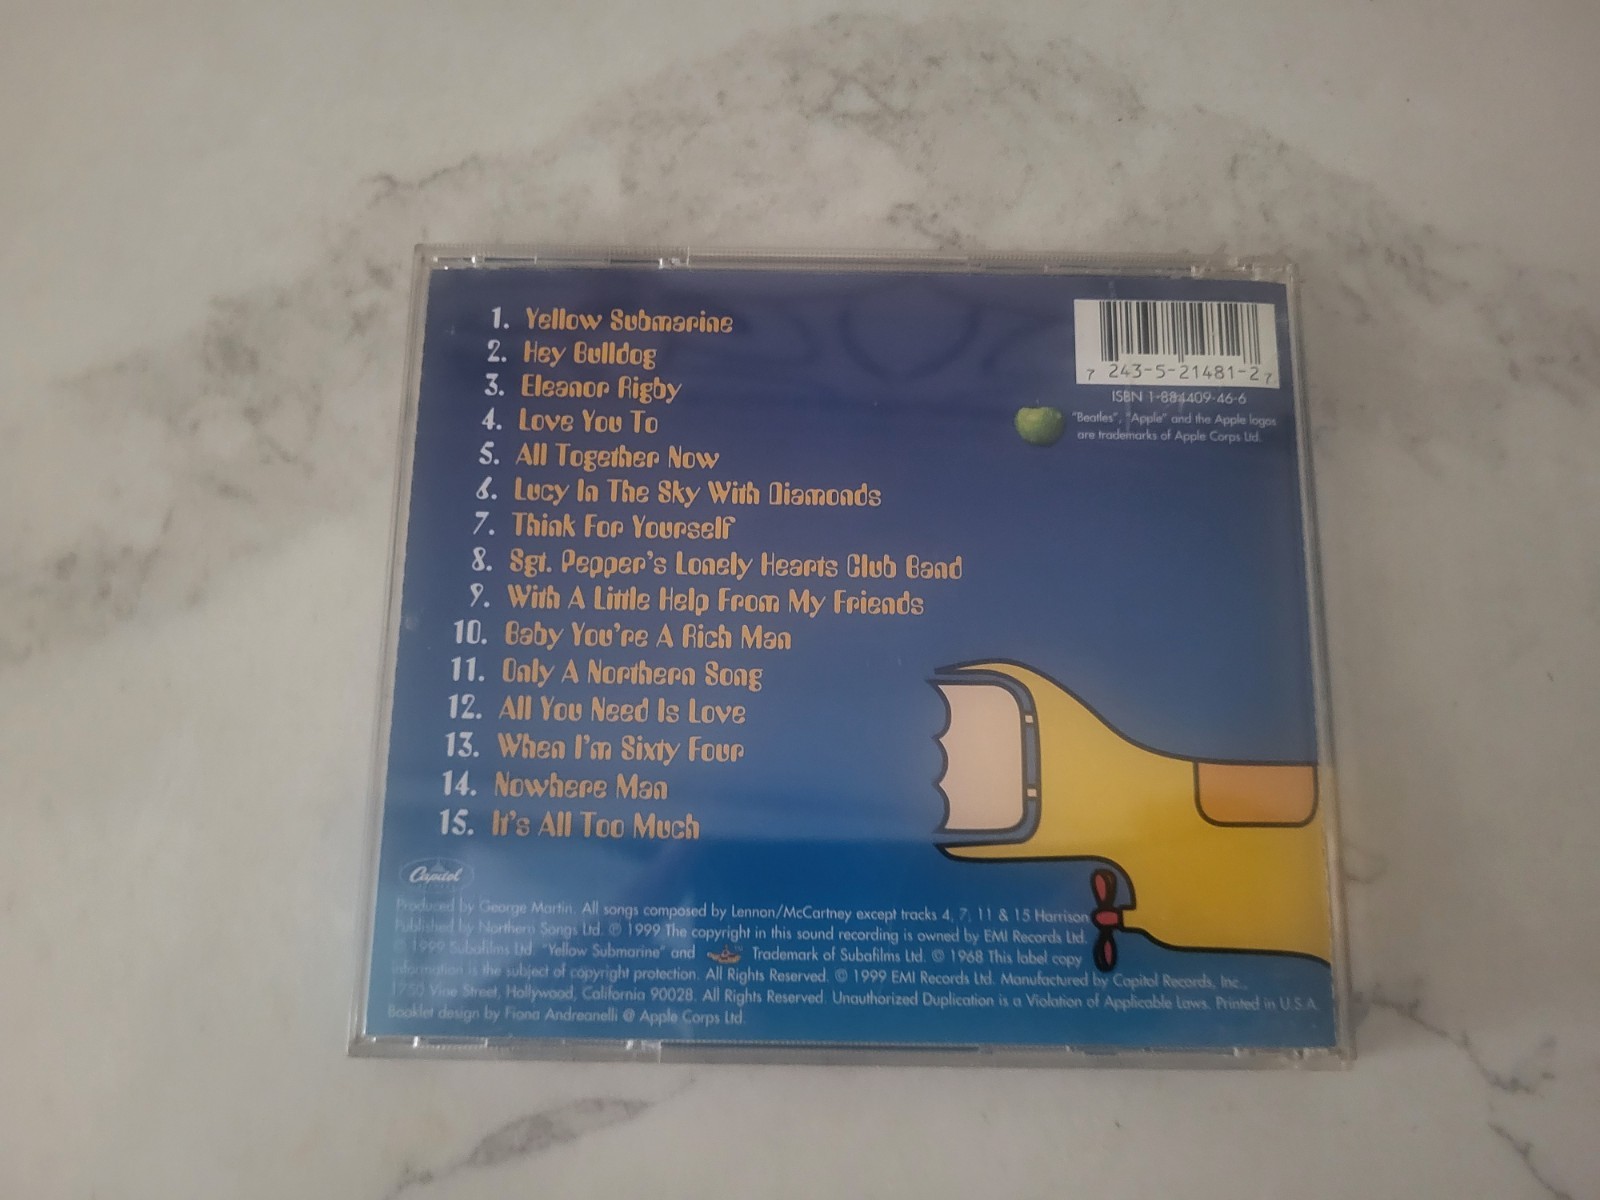 1. Yellow Submarine
2. Hey Bulldog
3. Eleanor Rigby
4. Love You To
5. All Together Now
6. Lucy In The Sky With Diamonds
7. Think For Yourself
8. Sgt. Pepper's Lonely Hearts Club Band
9. With A Little Help From My Friends
10. Baby You're A Rich Man
11. Only A Northern Song
12. All You Need Is Love
13. When I'm Sixty Four
14. Nowhere Man
15. It's All Too Much
7 243-5-21481-2 7
ISBN 1-884409-46-6
"Beatles", "Apple" and the Apple logos
are trademarks of Apple Corps Ltd.
Capitol
Produced by George Martin. All songs composed by Lennon/McCartney except tracks 4, 7, 11 & 15 Harrison
Published by Northern Songs Ltd. ℗ 1999 The copyright in this sound recording is owned by EMI Records Ltd.
© 1999 Subafilms Ltd. "Yellow Submarine" and Trademark of Subafilms Ltd. © 1968 This label copy
information is the subject of copyright protection. All Rights Reserved. © 1999 EMI Records Ltd. Manufactured by Capitol Records, Inc.,
1750 Vine Street, Hollywood, California 90028. All Rights Reserved. Unauthorized Duplication is a Violation of Applicable Laws. Printed in U.S.A.
Booklet design by Fiona Andreanelli @ Apple Corps Ltd.